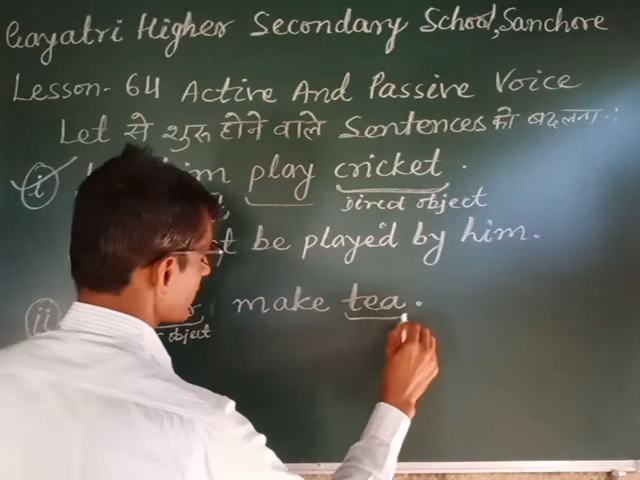 Gayatri Higher Secondary School, Sanchore
Lesson-64 Active And Passive Voice
Let से शुरू होने वाले Sentences को बदलना :
(i) him play cricket.
Direct object
be played by him.
(ii) make tea.
object